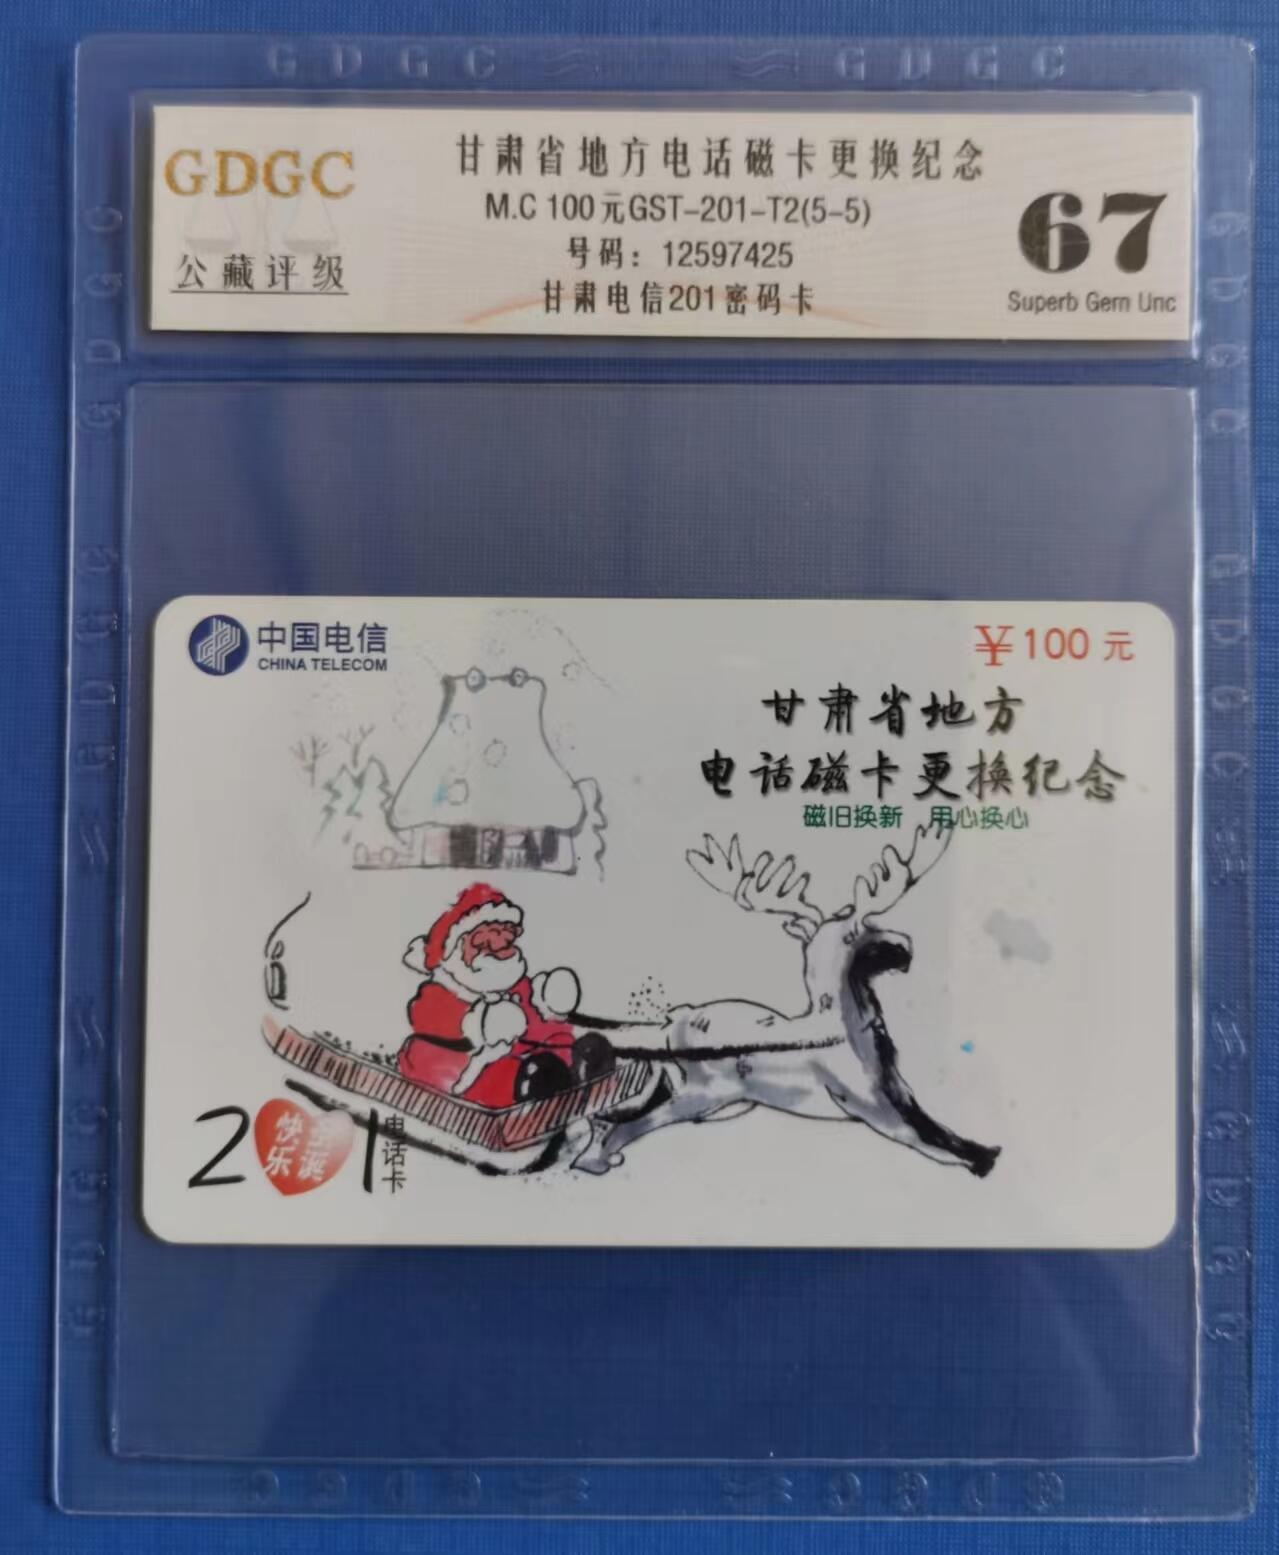 GDGC GDGC
GDGC
公藏评级
甘肃省地方电话磁卡更换纪念
M.C 100元GST-201-T2(5-5)
号码：12597425
甘肃电信201密码卡
67
Superb Gem Unc
中国电信
CHINA TELECOM
¥100元
甘肃省地方
电话磁卡更换纪念
磁旧换新 用心换心
201
圣诞
快乐
电话卡